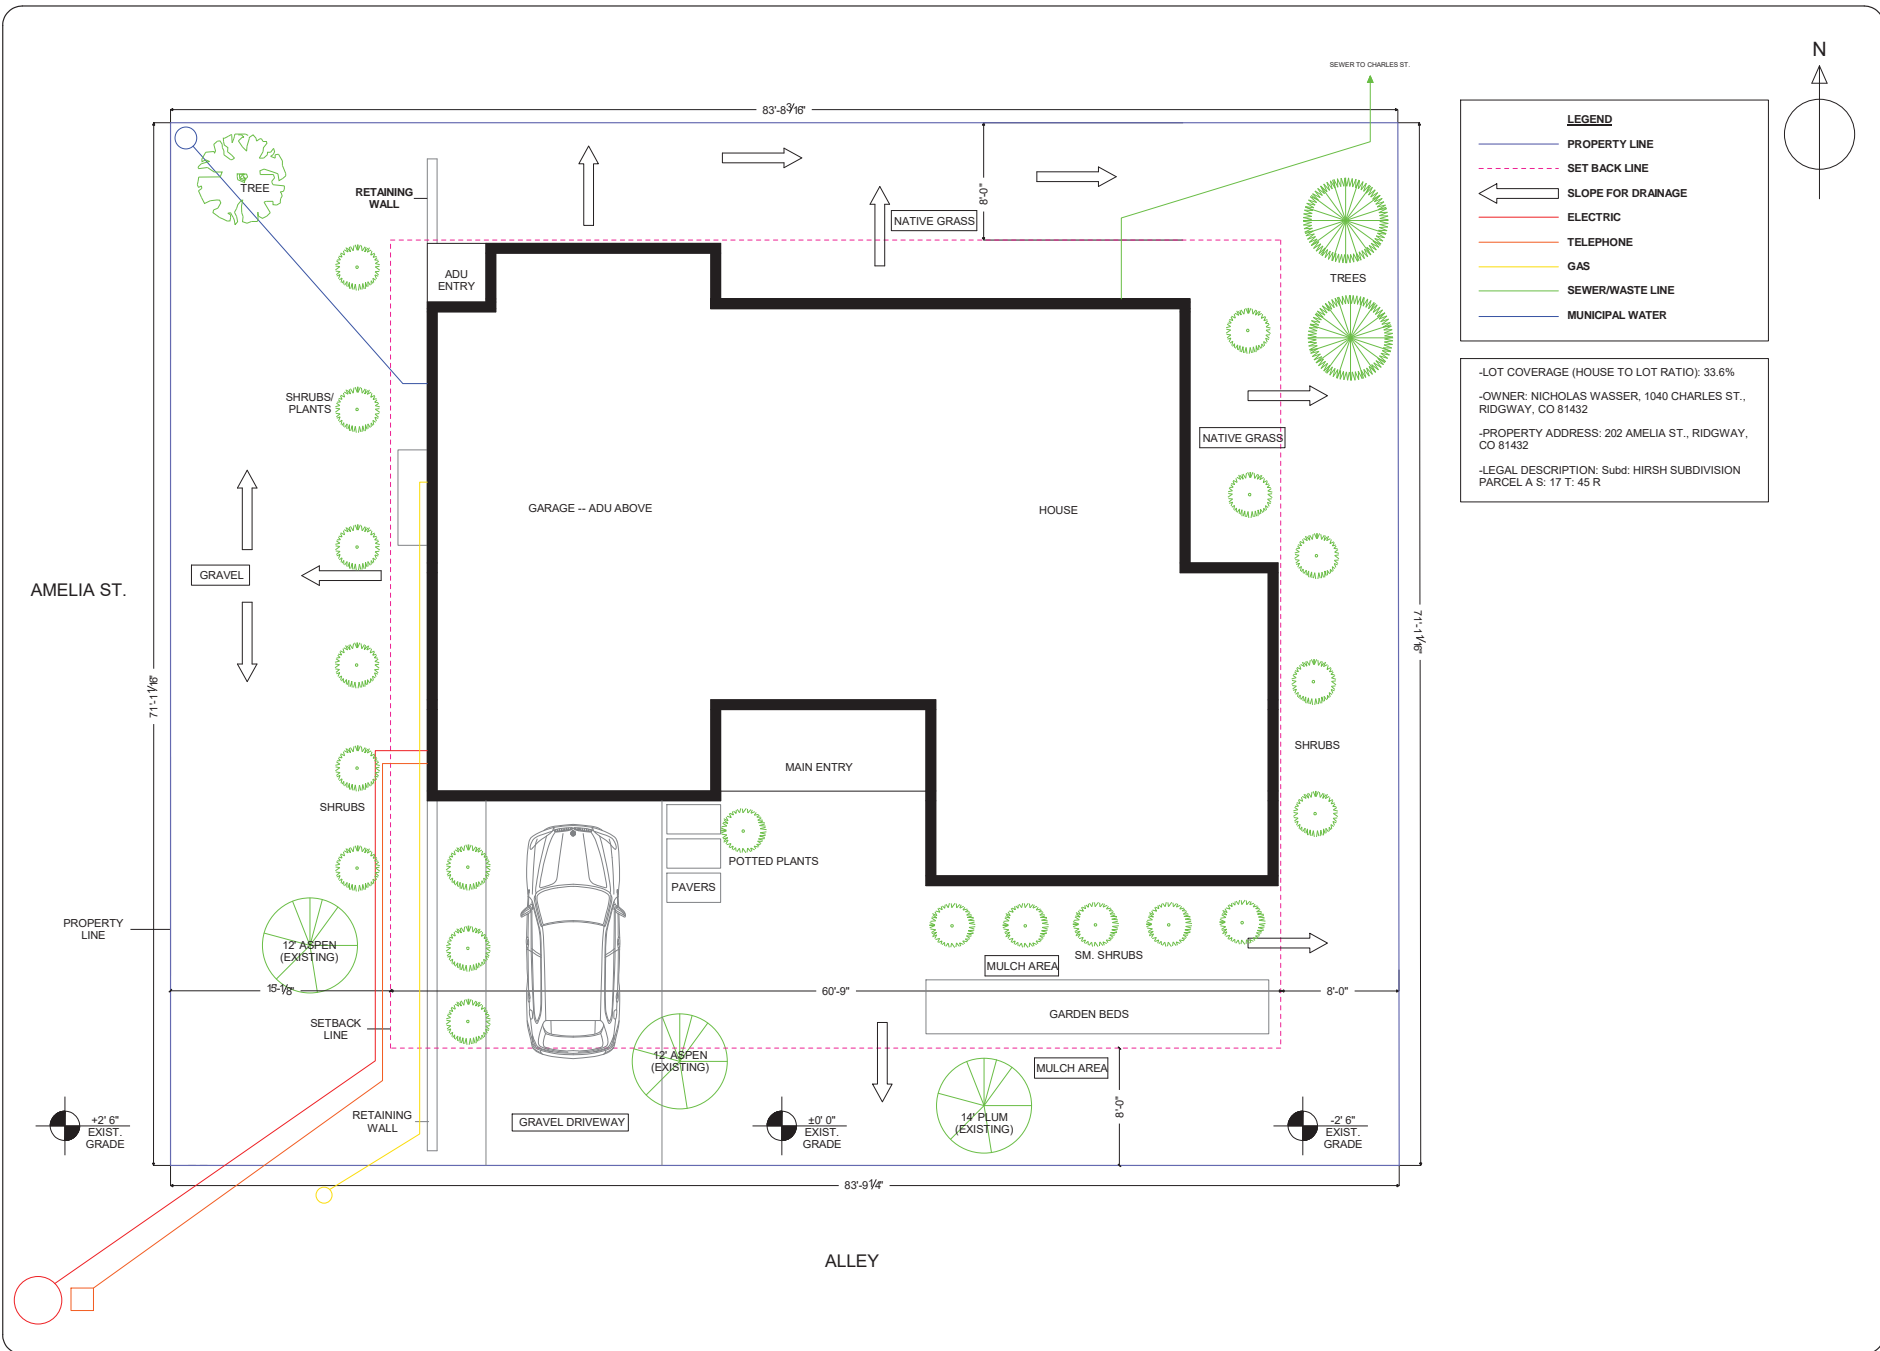 SEWER TO CHARLES ST.
N
83'-8 3/16"
LEGEND
PROPERTY LINE
SET BACK LINE
SLOPE FOR DRAINAGE
ELECTRIC
TELEPHONE
GAS
SEWER/WASTE LINE
MUNICIPAL WATER
-LOT COVERAGE (HOUSE TO LOT RATIO): 33.6%
-OWNER: NICHOLAS WASSER, 1040 CHARLES ST.,
RIDGWAY, CO 81432
-PROPERTY ADDRESS: 202 AMELIA ST., RIDGWAY,
CO 81432
-LEGAL DESCRIPTION: Subd: HIRSH SUBDIVISION
PARCEL A S: 17 T: 45 R
TREE
RETAINING
WALL
8'-0"
NATIVE GRASS
ADU
ENTRY
TREES
SHRUBS/
PLANTS
NATIVE GRASS
GARAGE -- ADU ABOVE
HOUSE
GRAVEL
AMELIA ST.
71'-11 1/16"
71'-11 1/16"
SHRUBS
MAIN ENTRY
SHRUBS
POTTED PLANTS
PAVERS
PROPERTY
LINE
12' ASPEN
(EXISTING)
SM. SHRUBS
MULCH AREA
15'-1/8"
60'-9"
8'-0"
GARDEN BEDS
SETBACK
LINE
12' ASPEN
(EXISTING)
MULCH AREA
8'-0"
RETAINING
WALL
GRAVEL DRIVEWAY
14' PLUM
(EXISTING)
+2' 6"
EXIST.
GRADE
±0' 0"
EXIST.
GRADE
-2' 6"
EXIST.
GRADE
83'-9 1/4"
ALLEY